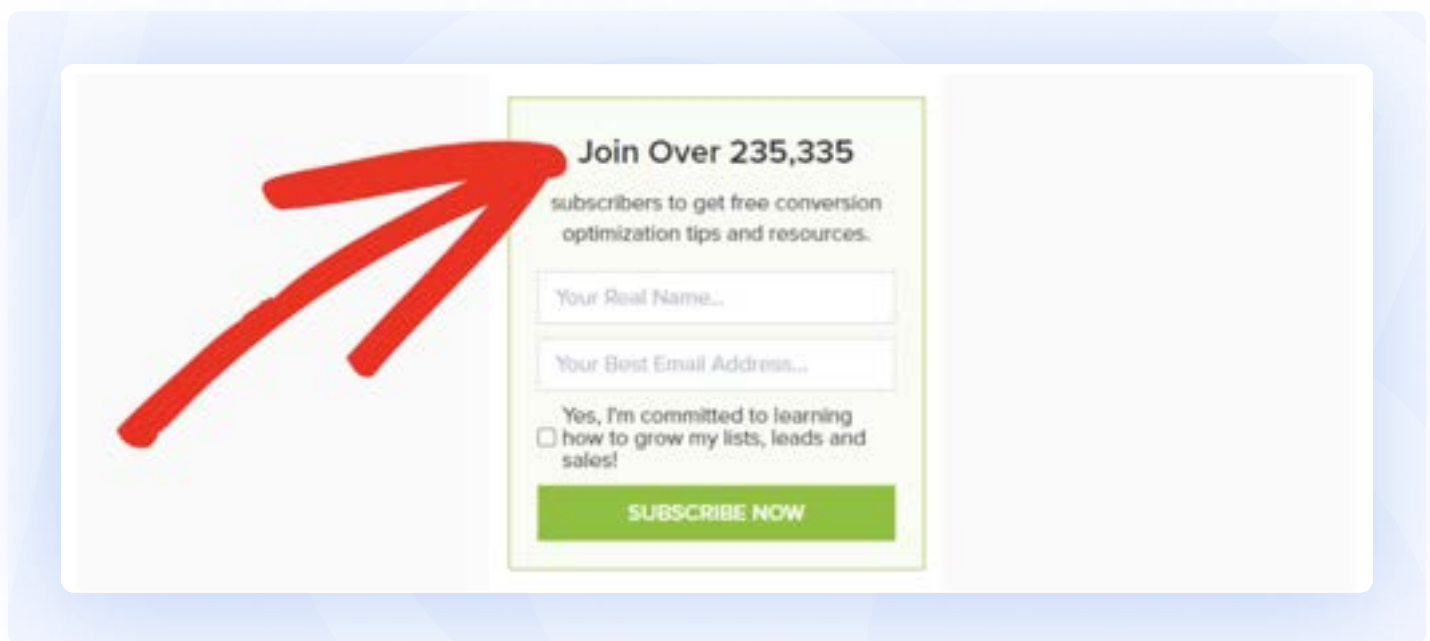 Join Over 235,335
subscribers to get free conversion
optimization tips and resources.
Your Real Name...
Your Best Email Address...
Yes, I'm committed to learning
how to grow my lists, leads and
sales!
SUBSCRIBE NOW